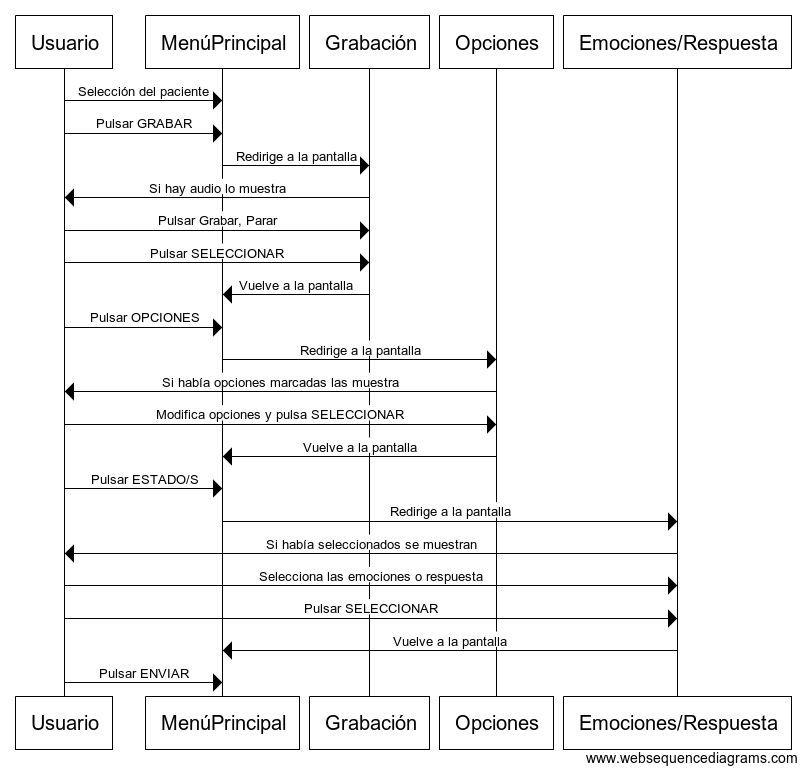 Usuario
MenúPrincipal
Grabación
Opciones
Emociones/Respuesta
Selección del paciente
Pulsar GRABAR
Redirige a la pantalla
Si hay audio lo muestra
Pulsar Grabar, Parar
Pulsar SELECCIONAR
Vuelve a la pantalla
Pulsar OPCIONES
Redirige a la pantalla
Si había opciones marcadas las muestra
Modifica opciones y pulsa SELECCIONAR
Vuelve a la pantalla
Pulsar ESTADO/S
Redirige a la pantalla
Si había seleccionados se muestran
Selecciona las emociones o respuesta
Pulsar SELECCIONAR
Vuelve a la pantalla
Pulsar ENVIAR
Usuario
MenúPrincipal
Grabación
Opciones
Emociones/Respuesta
www.websequencediagrams.com